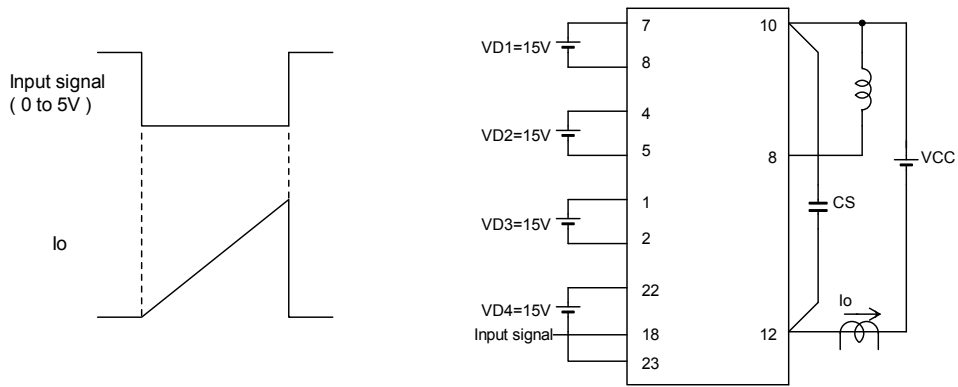 Input signal
( 0 to 5V )
Io
VD1=15V
7
8
VD2=15V
4
5
VD3=15V
1
2
VD4=15V
22
Input signal
18
23
10
8
12
CS
VCC
Io